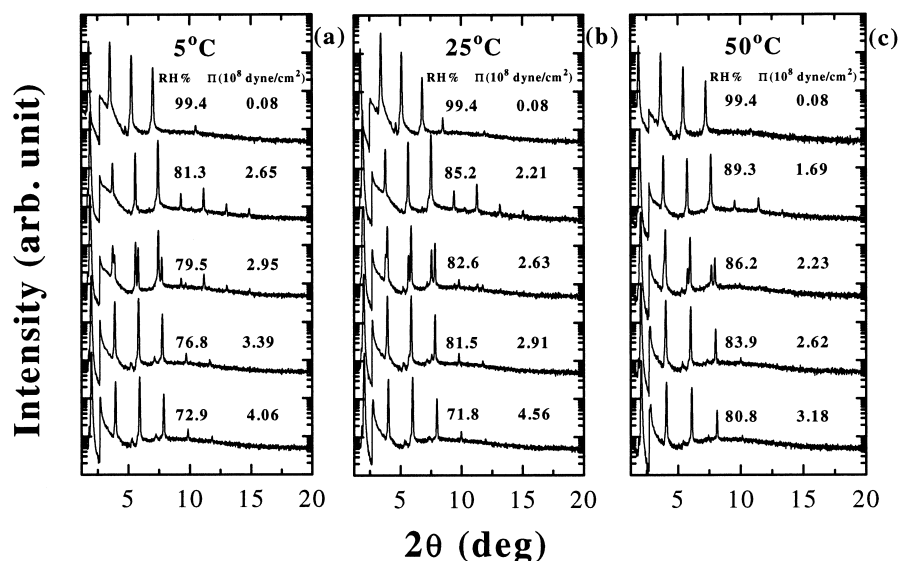 Intensity (arb. unit)
5°C
(a)
RH% Π(10⁸ dyne/cm²)
99.4 0.08
81.3 2.65
79.5 2.95
76.8 3.39
72.9 4.06
5 10 15 20
25°C
(b)
RH% Π(10⁸ dyne/cm²)
99.4 0.08
85.2 2.21
82.6 2.63
81.5 2.91
71.8 4.56
5 10 15 20
50°C
(c)
RH% Π(10⁸ dyne/cm²)
99.4 0.08
89.3 1.69
86.2 2.23
83.9 2.62
80.8 3.18
5 10 15 20
2θ (deg)